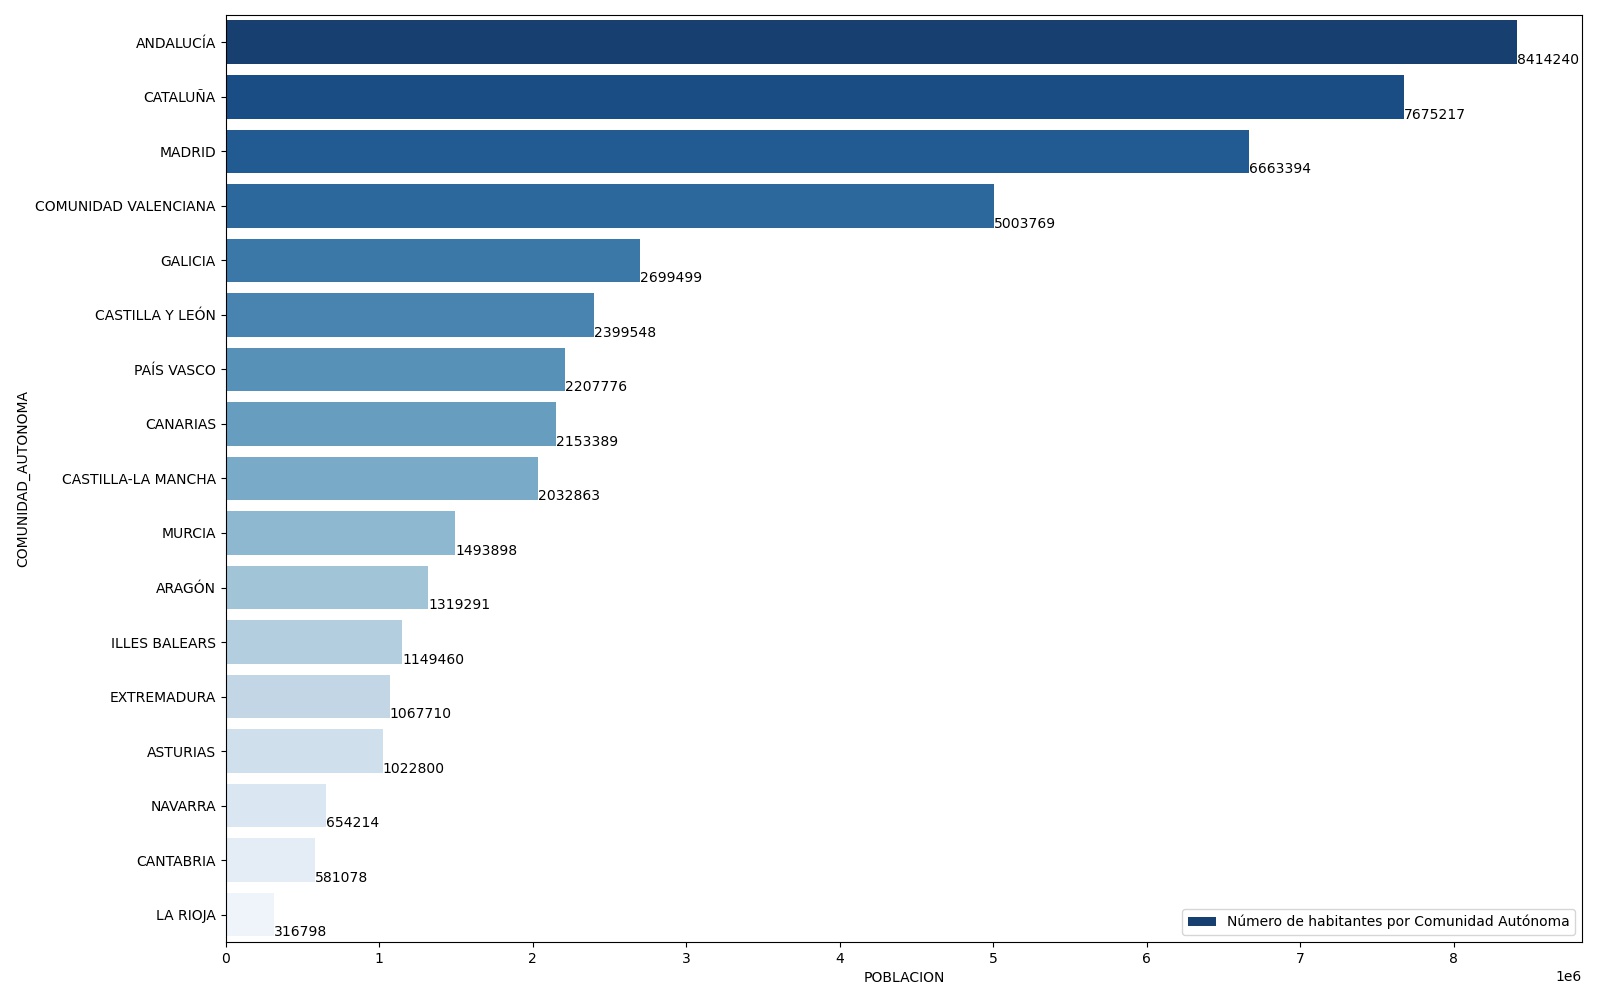 ANDALUCÍA
8414240
CATALUÑA
7675217
MADRID
6663394
COMUNIDAD VALENCIANA
5003769
GALICIA
2699499
CASTILLA Y LEÓN
2399548
PAÍS VASCO
2207776
CANARIAS
2153389
CASTILLA-LA MANCHA
2032863
MURCIA
1493898
ARAGÓN
1319291
ILLES BALEARS
1149460
EXTREMADURA
1067710
ASTURIAS
1022800
NAVARRA
654214
CANTABRIA
581078
LA RIOJA
316798
COMUNIDAD_AUTONOMA
Número de habitantes por Comunidad Autónoma
0 1 2 3 4 5 6 7 8
POBLACION
1e6